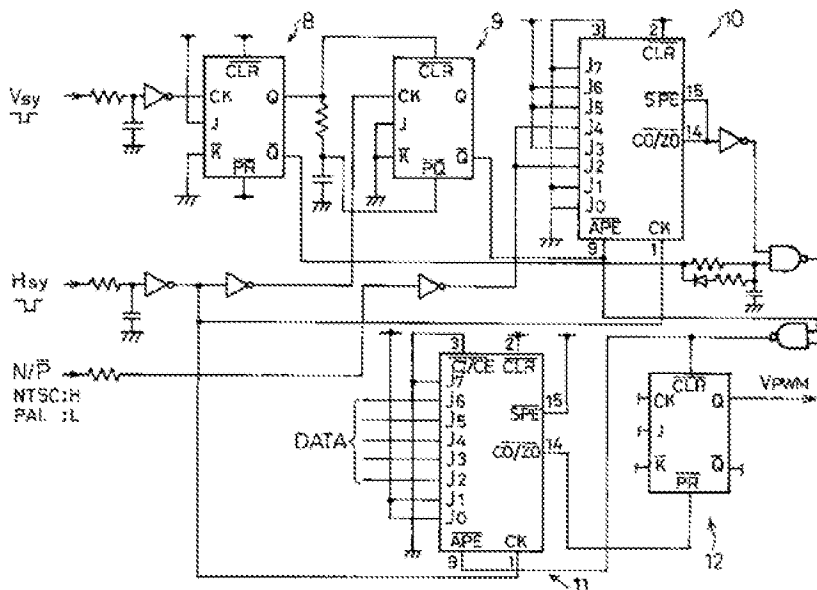 8
9
10
Vsy
CLR
CK Q
J
K Q
PR
CLR
CK Q
J
K Q
PQ
3 2
CLR
J7
J6
J5
J4
J3
J2
J1
J0
SPE 15
CO/ZO 14
APE CK
9 1
Hsy
N/P
NTSC:H
PAL :L
3 2
CI/CE CLR
J7
J6
J5
J4
J3
J2
J1
J0
DATA
SPE 15
CO/ZO 14
APE CK
9 1
11
CLR
CK Q
J
K Q
PR
VPWM
12